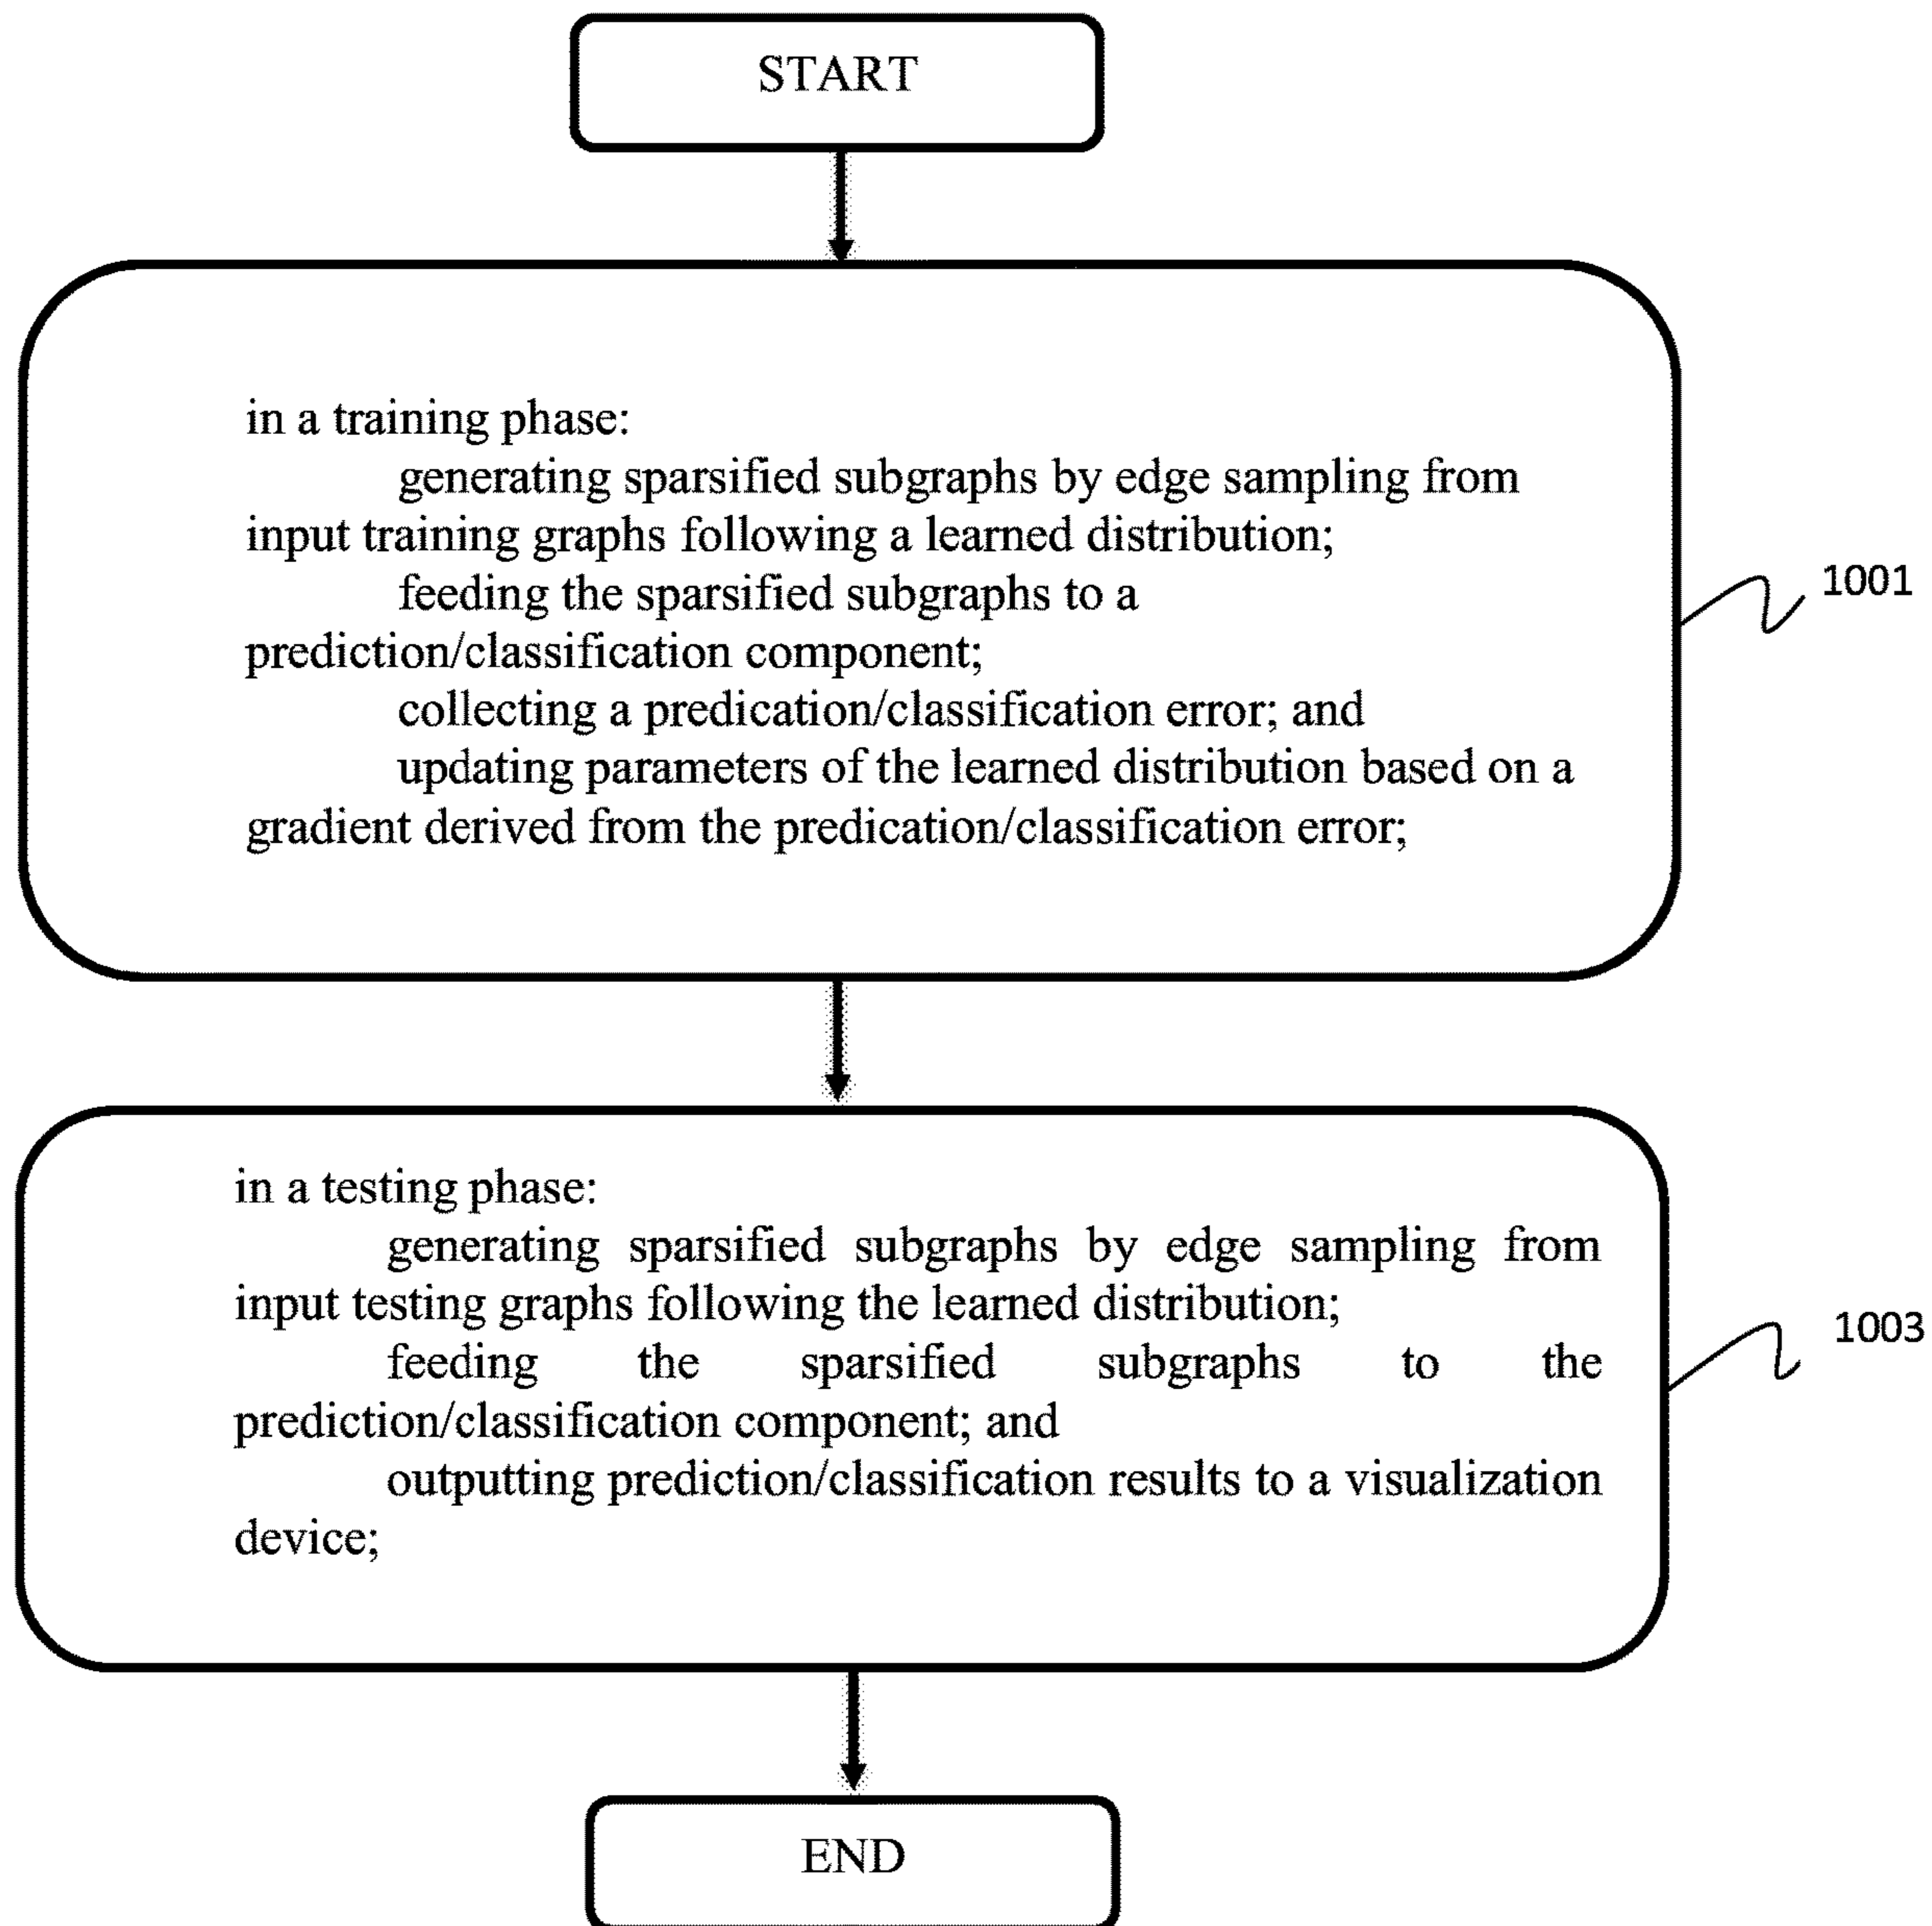 START
in a training phase:
generating sparsified subgraphs by edge sampling from
input training graphs following a learned distribution;
feeding the sparsified subgraphs to a
prediction/classification component;
collecting a predication/classification error; and
updating parameters of the learned distribution based on a
gradient derived from the predication/classification error;
1001
in a testing phase:
generating sparsified subgraphs by edge sampling from
input testing graphs following the learned distribution;
feeding the sparsified subgraphs to the
prediction/classification component; and
outputting prediction/classification results to a visualization
device;
1003
END